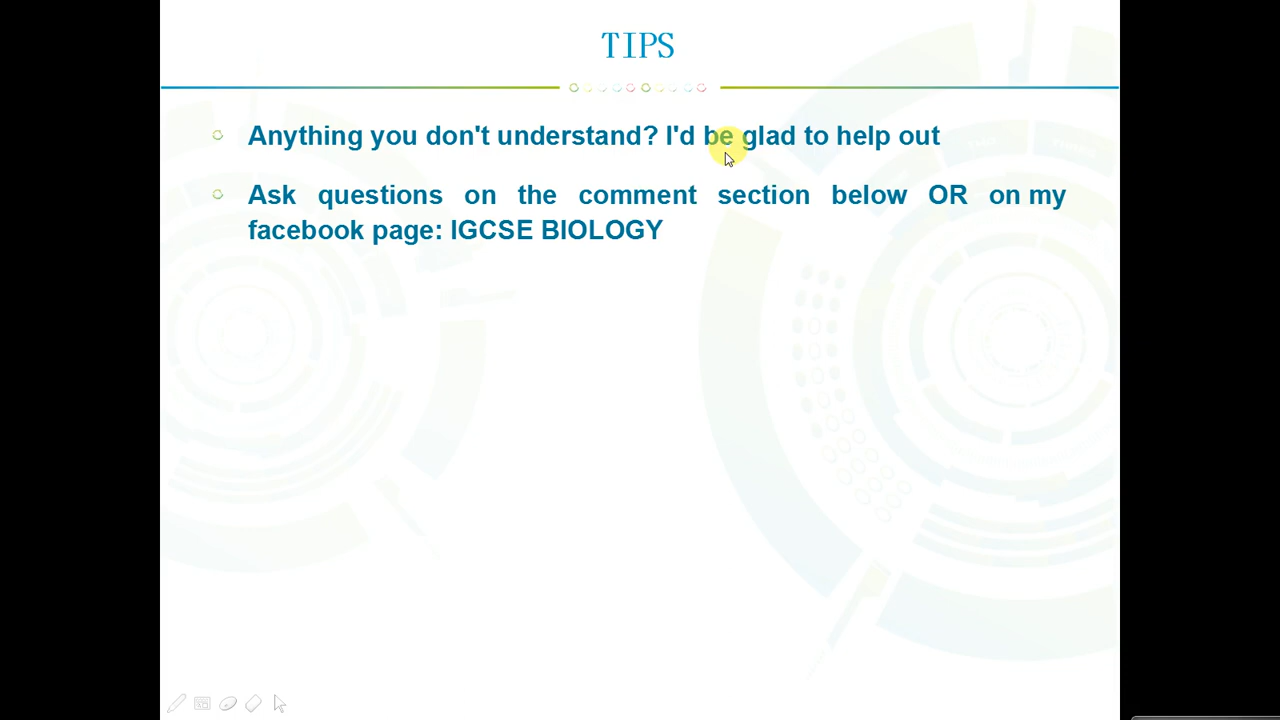 TIPS
Anything you don't understand? I'd be glad to help out
Ask questions on the comment section below OR on my
facebook page: IGCSE BIOLOGY